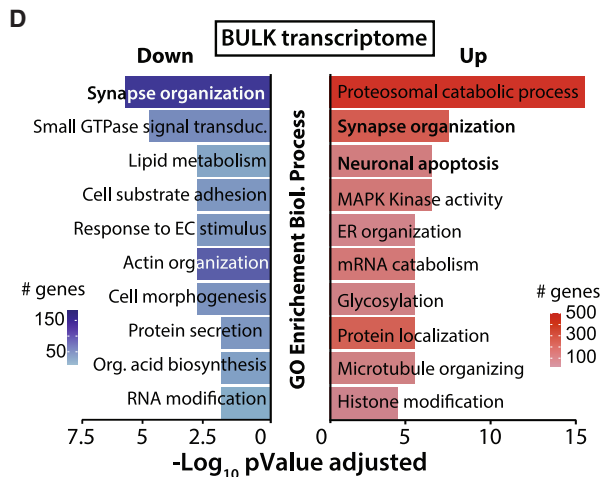 D
BULK transcriptome
Down
Up
Synapse organization
Small GTPase signal transduc.
Lipid metabolism
Cell substrate adhesion
Response to EC stimulus
Actin organization
Cell morphogenesis
Protein secretion
Org. acid biosynthesis
RNA modification
# genes
150
50
GO Enrichement Biol. Process
Proteosomal catabolic process
Synapse organization
Neuronal apoptosis
MAPK Kinase activity
ER organization
mRNA catabolism
Glycosylation
Protein localization
Microtubule organizing
Histone modification
# genes
500
300
100
7.5 5 2.5 0 0 5 10 15
-Log10 pValue adjusted